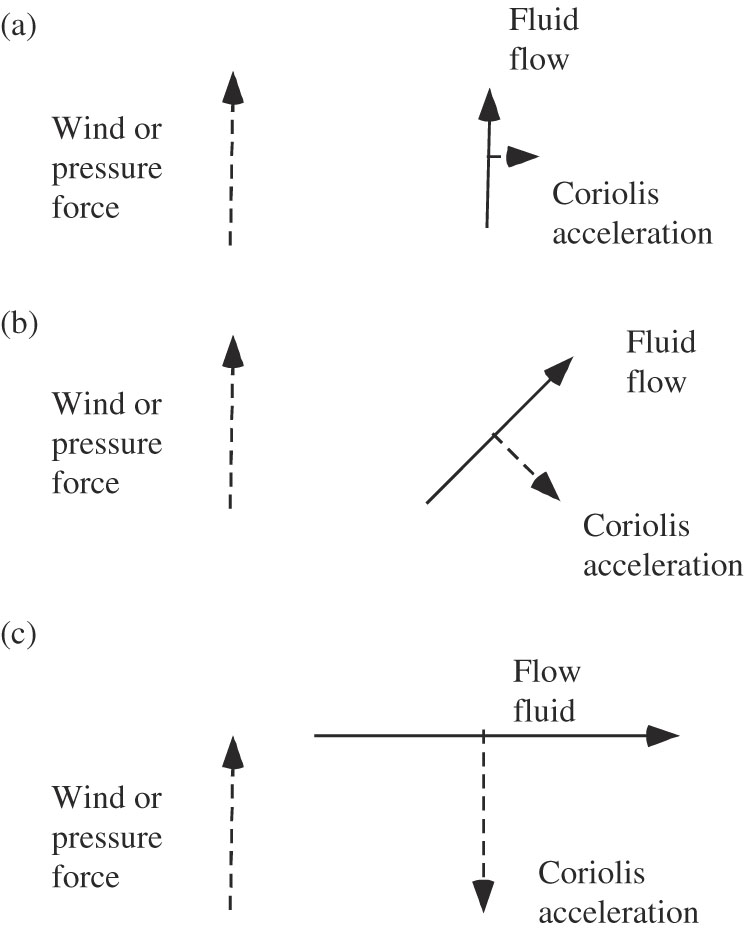 (a)
Fluid
flow
Wind or
pressure
force
Coriolis
acceleration
(b)
Fluid
flow
Wind or
pressure
force
Coriolis
acceleration
(c)
Flow
fluid
Wind or
pressure
force
Coriolis
acceleration